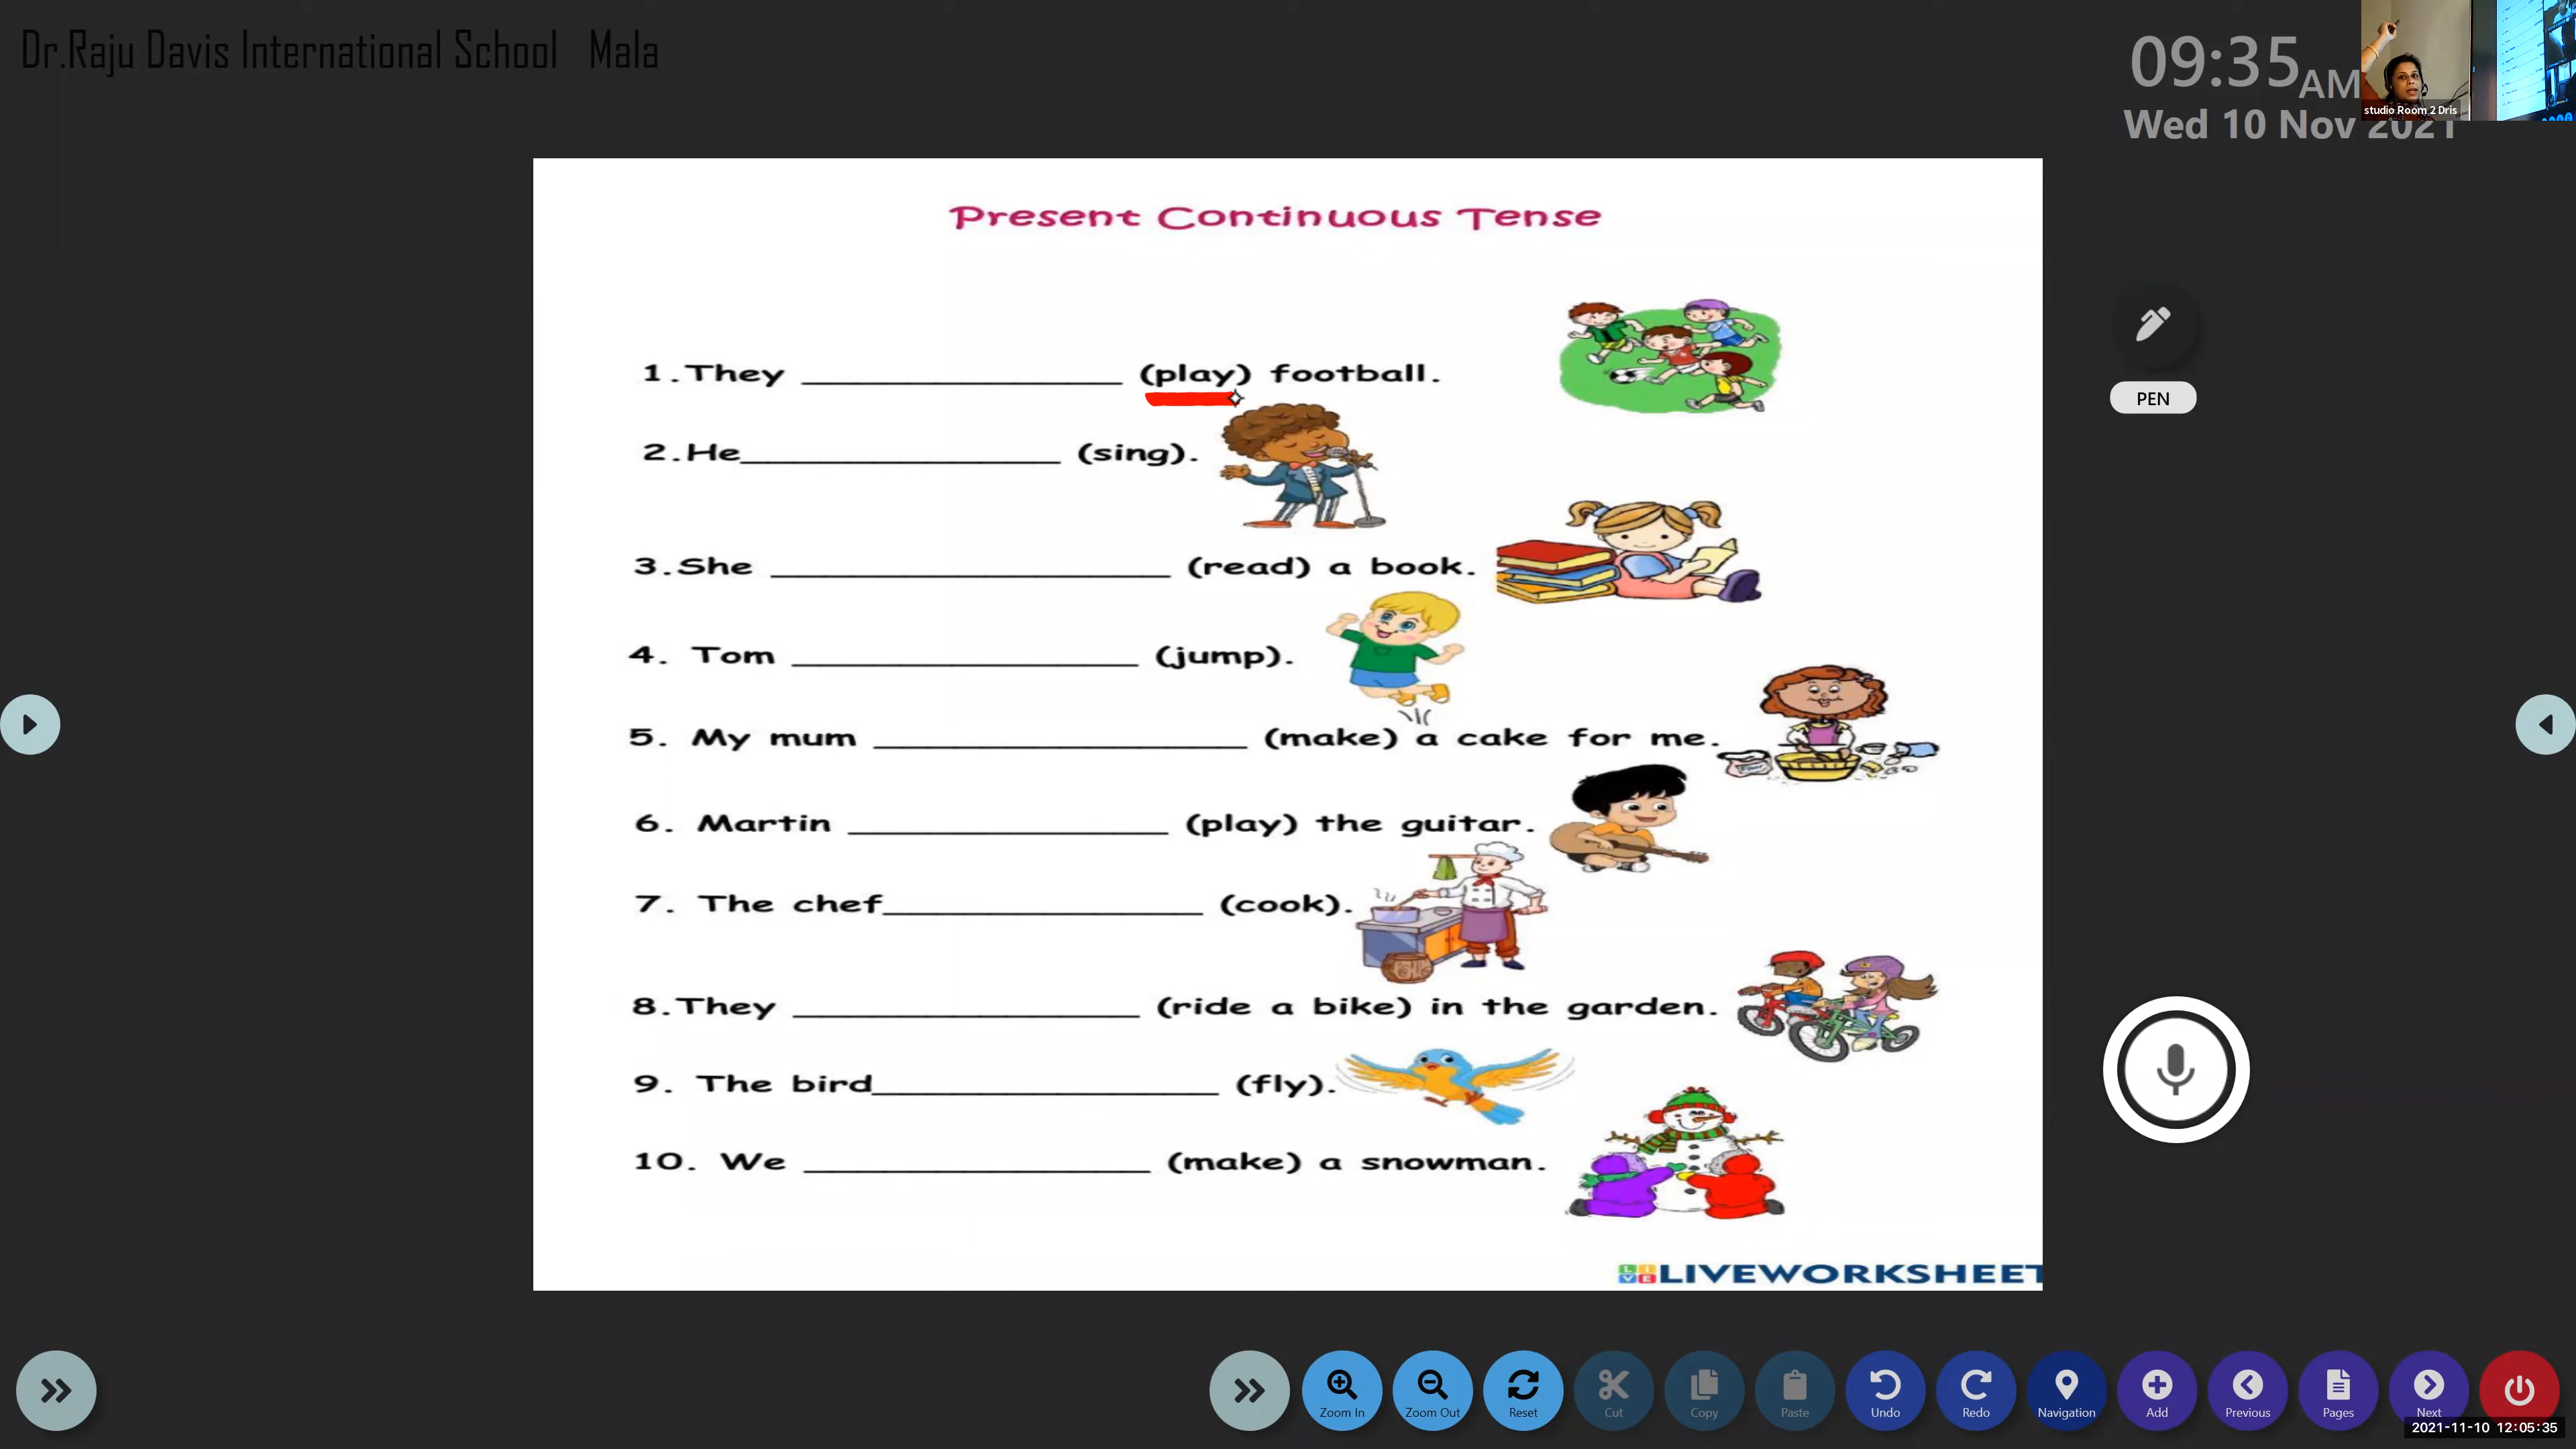 Dr.Raju Davis International School Mala
09:35 AM
Wed 10 Nov 2021
studio Room 2 Dris
Present Continuous Tense
1.They ________________ (play) football.
PEN
2.He________________ (sing).
3.She ____________________ (read) a book.
4. Tom _________________ (jump).
5. My mum ___________________ (make) a cake for me.
6. Martin ________________ (play) the guitar.
7. The chef________________ (cook).
8.They _________________ (ride a bike) in the garden.
9. The bird_________________ (fly).
10. We _________________ (make) a snowman.
LIVE LIVEWORKSHEET
Zoom In Zoom Out Reset Cut Copy Paste Undo Redo Navigation Add Previous Pages Next
2021-11-10 12:05:35